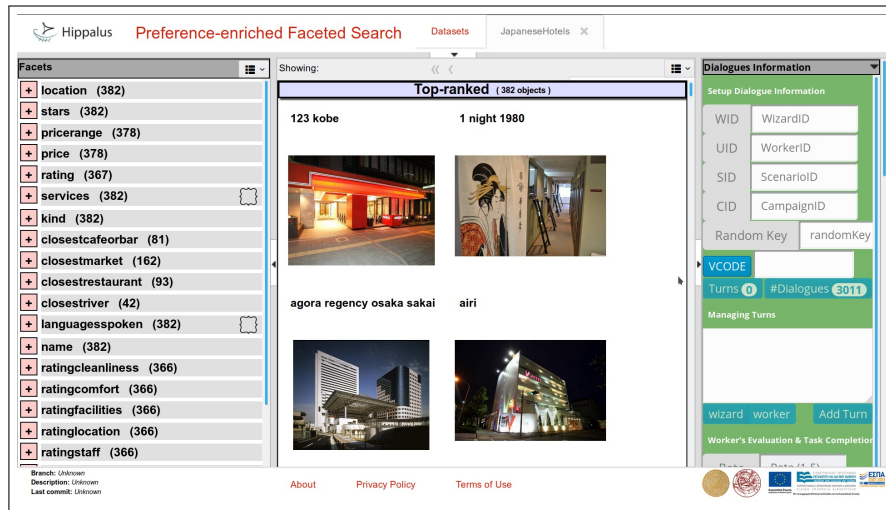 Hippalus
Preference-enriched Faceted Search
Datasets
JapaneseHotels
Facets
+ location (382)
+ stars (382)
+ pricerange (378)
+ price (378)
+ rating (367)
+ services (382)
+ kind (382)
+ closestcafeorbar (81)
+ closestmarket (162)
+ closestrestaurant (93)
+ closestriver (42)
+ languagesspoken (382)
+ name (382)
+ ratingcleanliness (366)
+ ratingcomfort (366)
+ ratingfacilities (366)
+ ratinglocation (366)
+ ratingstaff (366)
Showing:
Top-ranked ( 382 objects )
123 kobe
1 night 1980
agora regency osaka sakai
airi
Dialogues Information
Setup Dialogue Information
WID WizardID
UID WorkerID
SID ScenarioID
CID CampaignID
Random Key randomKey
VCODE
Turns 0 #Dialogues 3011
Managing Turns
wizard worker Add Turn
Worker's Evaluation & Task Completion
Branch: Unknown
Description: Unknown
Last commit: Unknown
About
Privacy Policy
Terms of Use
ΕΣΠΑ